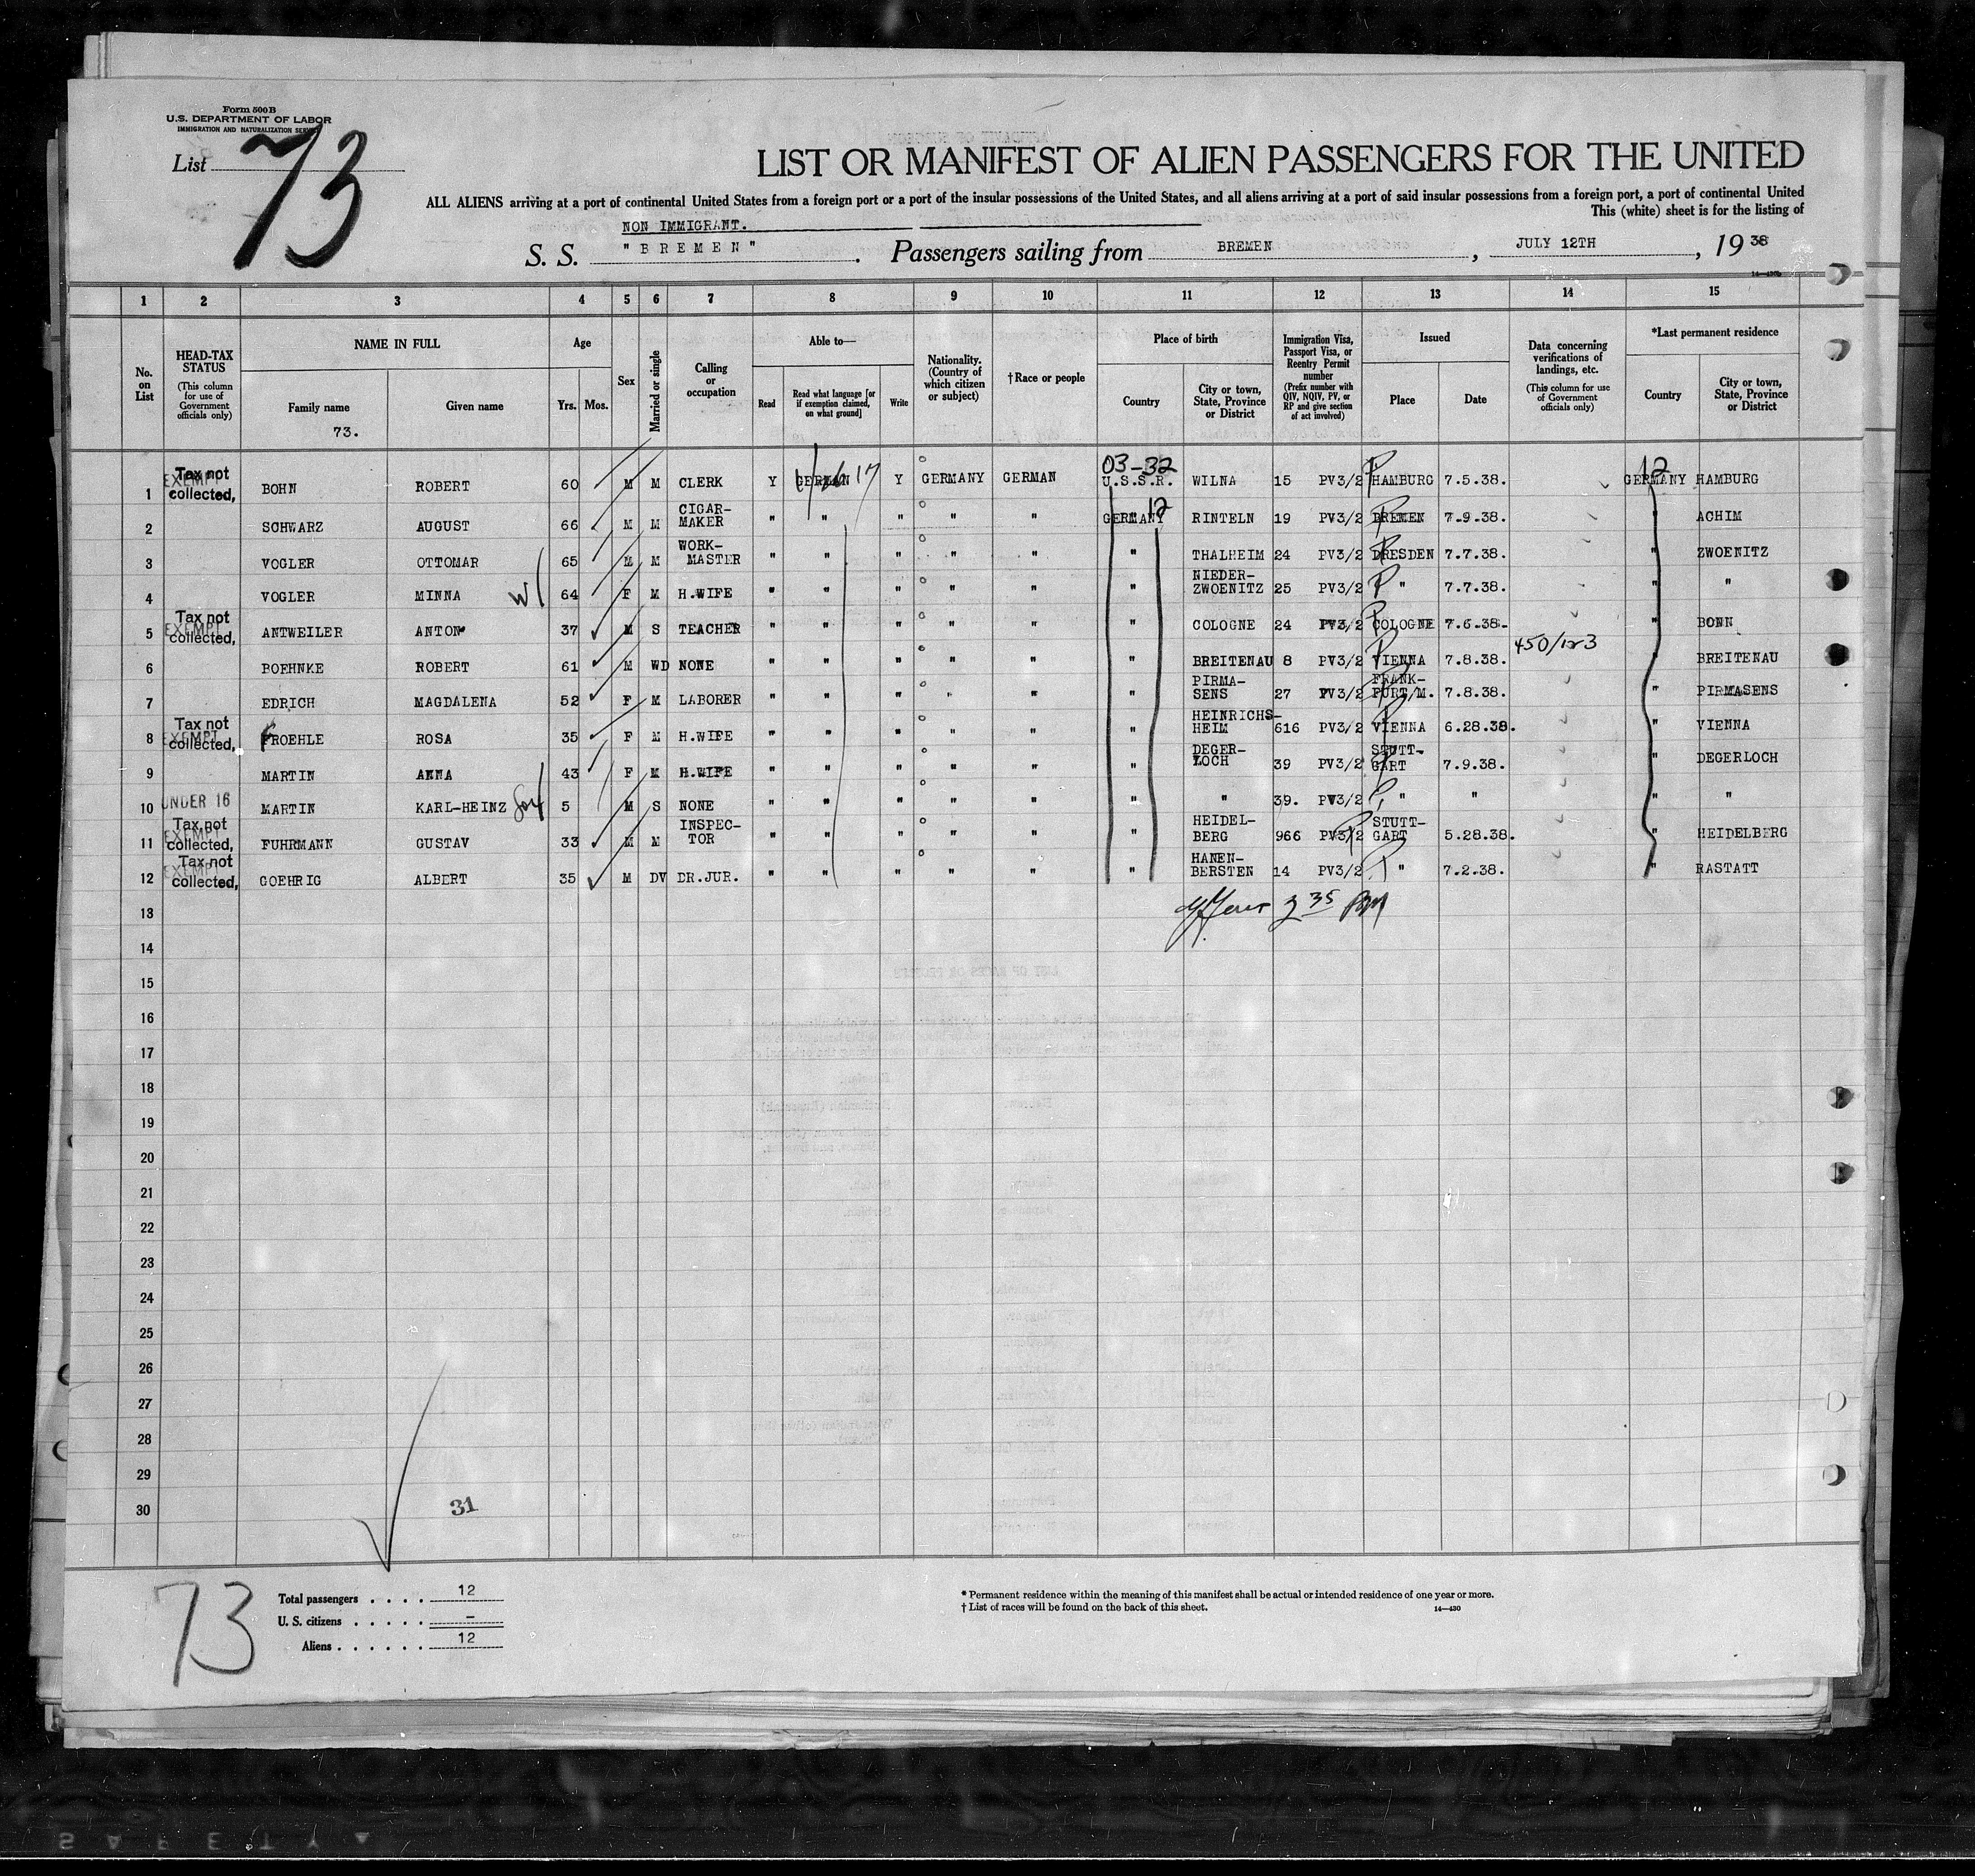 Form 500B
U.S. DEPARTMENT OF LABOR
IMMIGRATION AND NATURALIZATION SERVICE
List 73
LIST OR MANIFEST OF ALIEN PASSENGERS FOR THE UNITED
ALL ALIENS arriving at a port of continental United States from a foreign port or a port of the insular possessions of the United States, and all aliens arriving at a port of said insular possessions from a foreign port, a port of continental United
This (white) sheet is for the listing of
NON IMMIGRANT.
S. S. "BREMEN". Passengers sailing from BREMEN, JULY 12TH, 1938
1 2 3 4 5 6 7 8 9 10 11 12 13 14 15
No. on List
HEAD-TAX STATUS (This column for use of Government officials only)
NAME IN FULL
Family name
Given name
73.
Age
Yrs. Mos.
Sex
Married or single
Calling or occupation
Able to—
Read
Read what language [or if exemption claimed, on what ground]
Write
Nationality. (Country of which citizen or subject)
†Race or people
Place of birth
Country
City or town, State, Province or District
Immigration Visa, Passport Visa, or Reentry Permit number (Prefix number with QIV, NQIV, PV, or RP and give section of act involved)
Issued
Place
Date
Data concerning verifications of landings, etc. (This column for use of Government officials only)
*Last permanent residence
Country
City or town, State, Province or District
03-32 12
1 EXEMPT Tax not collected, BOHN ROBERT 60 M M CLERK Y GERMAN Y GERMANY GERMAN U.S.S.R. WILNA 15 PV3/2 P HAMBURG 7.5.38. GERMANY HAMBURG
2 SCHWARZ AUGUST 66 M M CIGAR-MAKER " " " " " GERMANY 12 RINTELN 19 PV3/2 P BREMEN 7.9.38. " ACHIM
3 VOGLER OTTOMAR 65 M M WORK-MASTER " " " " " " THALHEIM 24 PV3/2 P DRESDEN 7.7.38. " ZWOENITZ
4 VOGLER MINNA W 64 F M H.WIFE " " " " " " NIEDER-ZWOENITZ 25 PV3/2 P " 7.7.38. " "
5 EXEMPT Tax not collected, ANTWEILER ANTON 37 M S TEACHER " " " " " " COLOGNE 24 PV3/2 P COLOGNE 7.6.38. " BONN
450/123
6 BOEHNKE ROBERT 61 M WD NONE " " " " " " BREITENAU 8 PV3/2 P VIENNA 7.8.38. " BREITENAU
7 EDRICH MAGDALENA 52 F M LABORER " " " " " " PIRMA-SENS 27 PV3/2 P FRANK-FURT/M. 7.8.38. " PIRMASENS
8 EXEMPT Tax not collected, FROEHLE ROSA 35 F M H.WIFE " " " " " " HEINRICHS-HEIM 616 PV3/2 P VIENNA 6.28.38. " VIENNA
9 MARTIN ANNA 43 F M H.WIFE " " " " " " DEGER-LOCH 39 PV3/2 P STUTT-GART 7.9.38. " DEGERLOCH
10 UNDER 16 MARTIN KARL-HEINZ Son 5 M S NONE " " " " " " " 39. PV3/2 P " " " "
11 EXEMPT Tax not collected, FUHRMANN GUSTAV 33 M M INSPEC-TOR " " " " " " HEIDEL-BERG 966 PV3/2 P STUTT-GART 5.28.38. " HEIDELBERG
12 EXEMPT Tax not collected, GOEHRIG ALBERT 35 M DV DR.JUR. " " " " " " HANEN-BERSTEN 14 PV3/2 P " 7.2.38. " RASTATT
13 2 35 PM
14
15
16
17
18
19
20
21
22
23
24
25
26
27
28
29
30
31
73
Total passengers . . . . 12
U. S. citizens . . . . . –
Aliens . . . . . . 12
* Permanent residence within the meaning of this manifest shall be actual or intended residence of one year or more.
† List of races will be found on the back of this sheet.
14—430
SAFETY